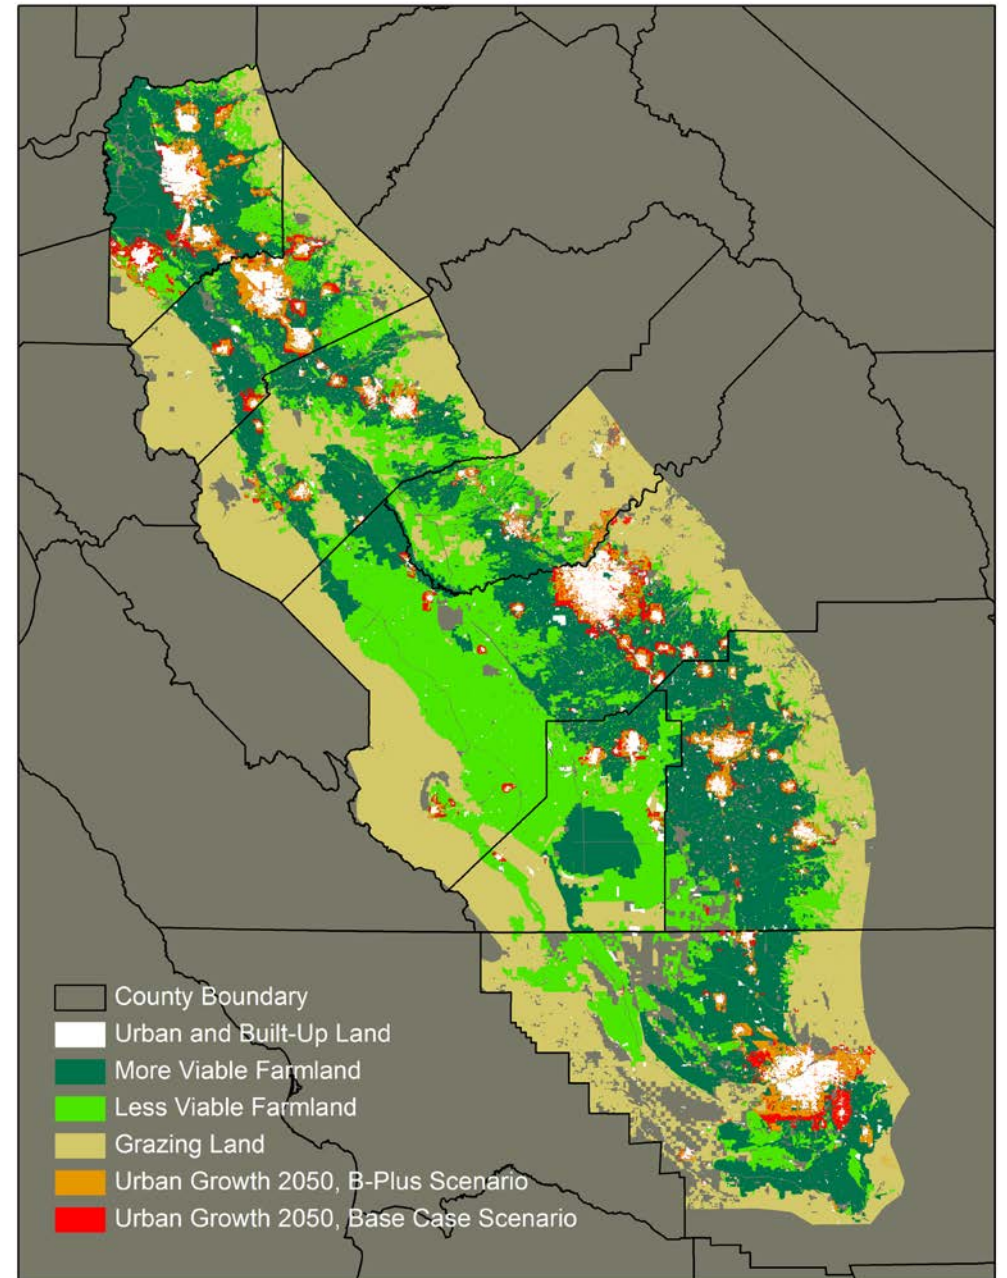 County Boundary
Urban and Built-Up Land
More Viable Farmland
Less Viable Farmland
Grazing Land
Urban Growth 2050, B-Plus Scenario
Urban Growth 2050, Base Case Scenario